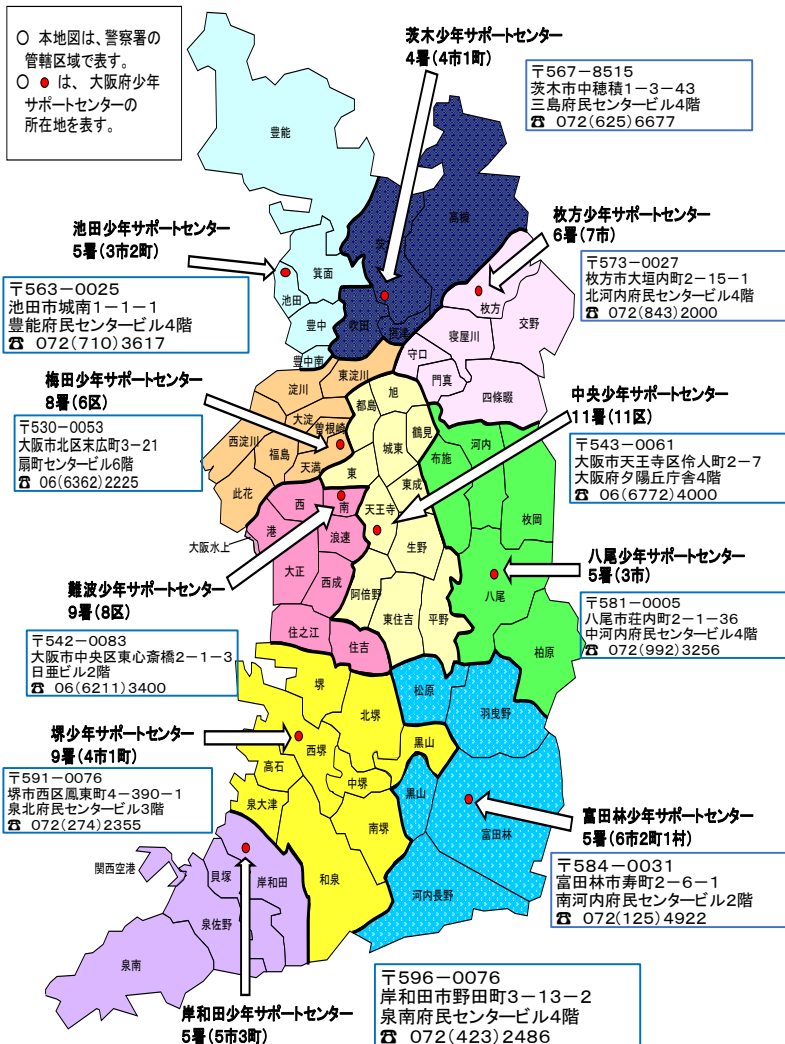 ○ 本地図は、警察署の
管轄区域で表す。
○ ● は、大阪府少年
サポートセンターの
所在地を表す。
茨木少年サポートセンター
4署(4市1町)
〒567-8515
茨木市中穂積1-3-43
三島府民センタービル4階
☎ 072(625)6677
池田少年サポートセンター
5署(3市2町)
〒563-0025
池田市城南1-1-1
豊能府民センタービル4階
☎ 072(710)3617
枚方少年サポートセンター
6署(7市)
〒573-0027
枚方市大垣内町2-15-1
北河内府民センタービル4階
☎ 072(843)2000
梅田少年サポートセンター
8署(6区)
〒530-0053
大阪市北区末広町3-21
扇町センタービル6階
☎ 06(6362)2225
中央少年サポートセンター
11署(11区)
〒543-0061
大阪市天王寺区伶人町2-7
大阪府夕陽丘庁舎4階
☎ 06(6772)4000
難波少年サポートセンター
9署(8区)
〒542-0083
大阪市中央区東心斎橋2-1-3
日亜ビル2階
☎ 06(6211)3400
八尾少年サポートセンター
5署(3市)
〒581-0005
八尾市荘内町2-1-36
中河内府民センタービル4階
☎ 072(992)3256
堺少年サポートセンター
9署(4市1町)
〒591-0076
堺市西区鳳東町4-390-1
泉北府民センタービル3階
☎ 072(274)2355
富田林少年サポートセンター
5署(6市2町1村)
〒584-0031
富田林市寿町2-6-1
南河内府民センタービル2階
☎ 072(125)4922
岸和田少年サポートセンター
5署(5市3町)
〒596-0076
岸和田市野田町3-13-2
泉南府民センタービル4階
☎ 072(423)2486
豊能
箕面
池田
豊中
豊中南
茨木
高槻
吹田
摂津
枚方
交野
寝屋川
守口
門真
四條畷
淀川
東淀川
大淀
曽根崎
西淀川
福島
天満
此花
旭
都島
鶴見
城東
東
東成
天王寺
生野
阿倍野
東住吉
平野
西
南
港
浪速
大阪水上
大正
西成
住之江
住吉
布施
河内
枚岡
八尾
柏原
堺
北堺
西堺
黒山
高石
中堺
泉大津
南堺
和泉
松原
羽曳野
黒山
富田林
河内長野
関西空港
貝塚
岸和田
泉佐野
泉南